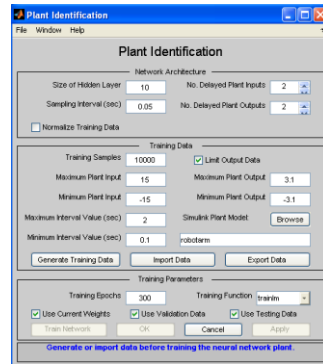 Plant Identification
File Window Help
Plant Identification
Network Architecture
Size of Hidden Layer 10 No. Delayed Plant Inputs 2
Sampling Interval (sec) 0.05 No. Delayed Plant Outputs 2
Normalize Training Data
Training Data
Training Samples 10000 Limit Output Data
Maximum Plant Input 15 Maximum Plant Output 3.1
Minimum Plant Input -15 Minimum Plant Output -3.1
Maximum Interval Value (sec) 2 Simulink Plant Model: Browse
Minimum Interval Value (sec) 0.1 robotarm
Generate Training Data Import Data Export Data
Training Parameters
Training Epochs 300 Training Function trainlm
Use Current Weights Use Validation Data Use Testing Data
Train Network OK Cancel Apply
Generate or import data before training the neural network plant.